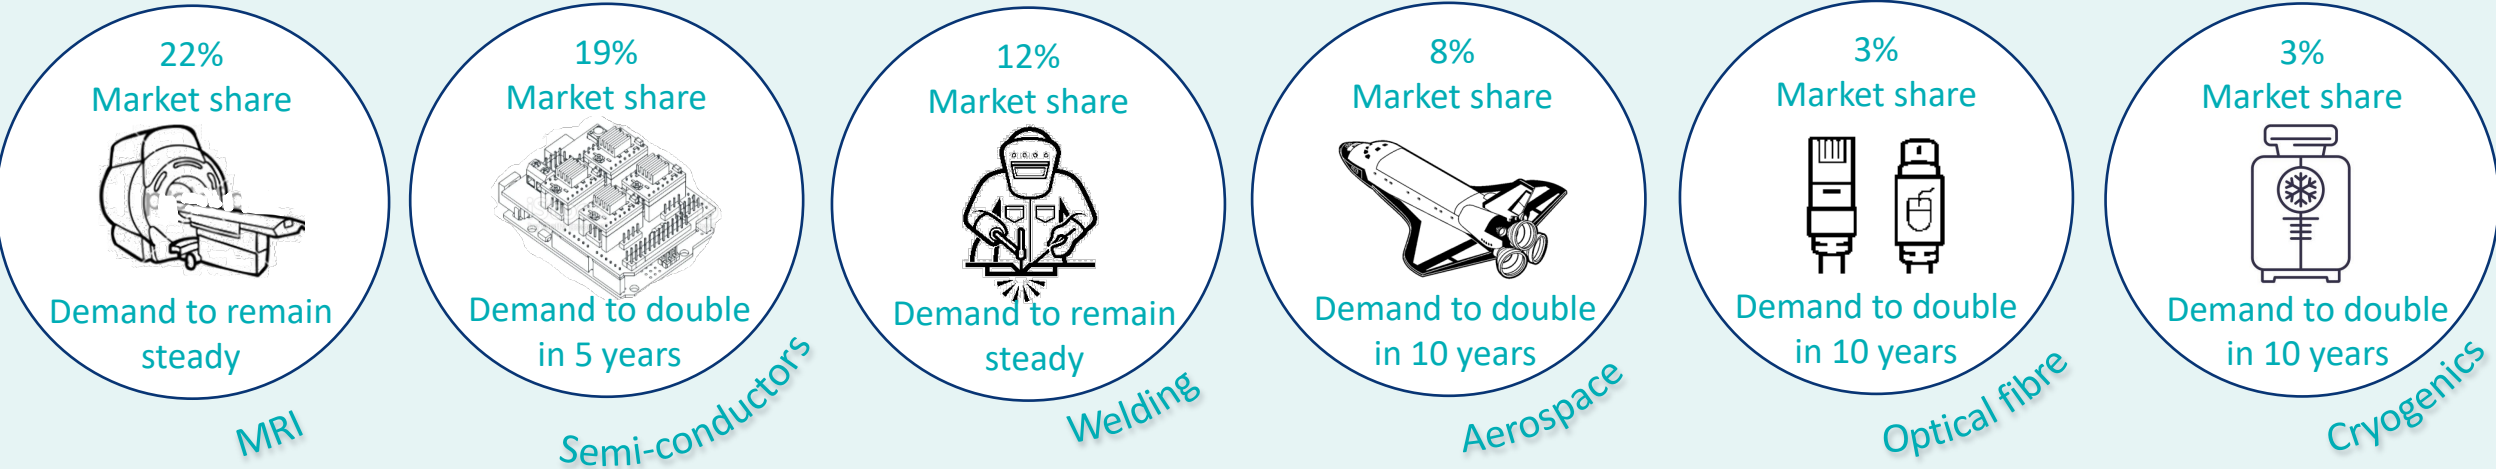 22%
Market share
Demand to remain
steady
MRI
19%
Market share
Demand to double
in 5 years
Semi-conductors
12%
Market share
Demand to remain
steady
Welding
8%
Market share
Demand to double
in 10 years
Aerospace
3%
Market share
Demand to double
in 10 years
Optical fibre
3%
Market share
Demand to double
in 10 years
Cryogenics